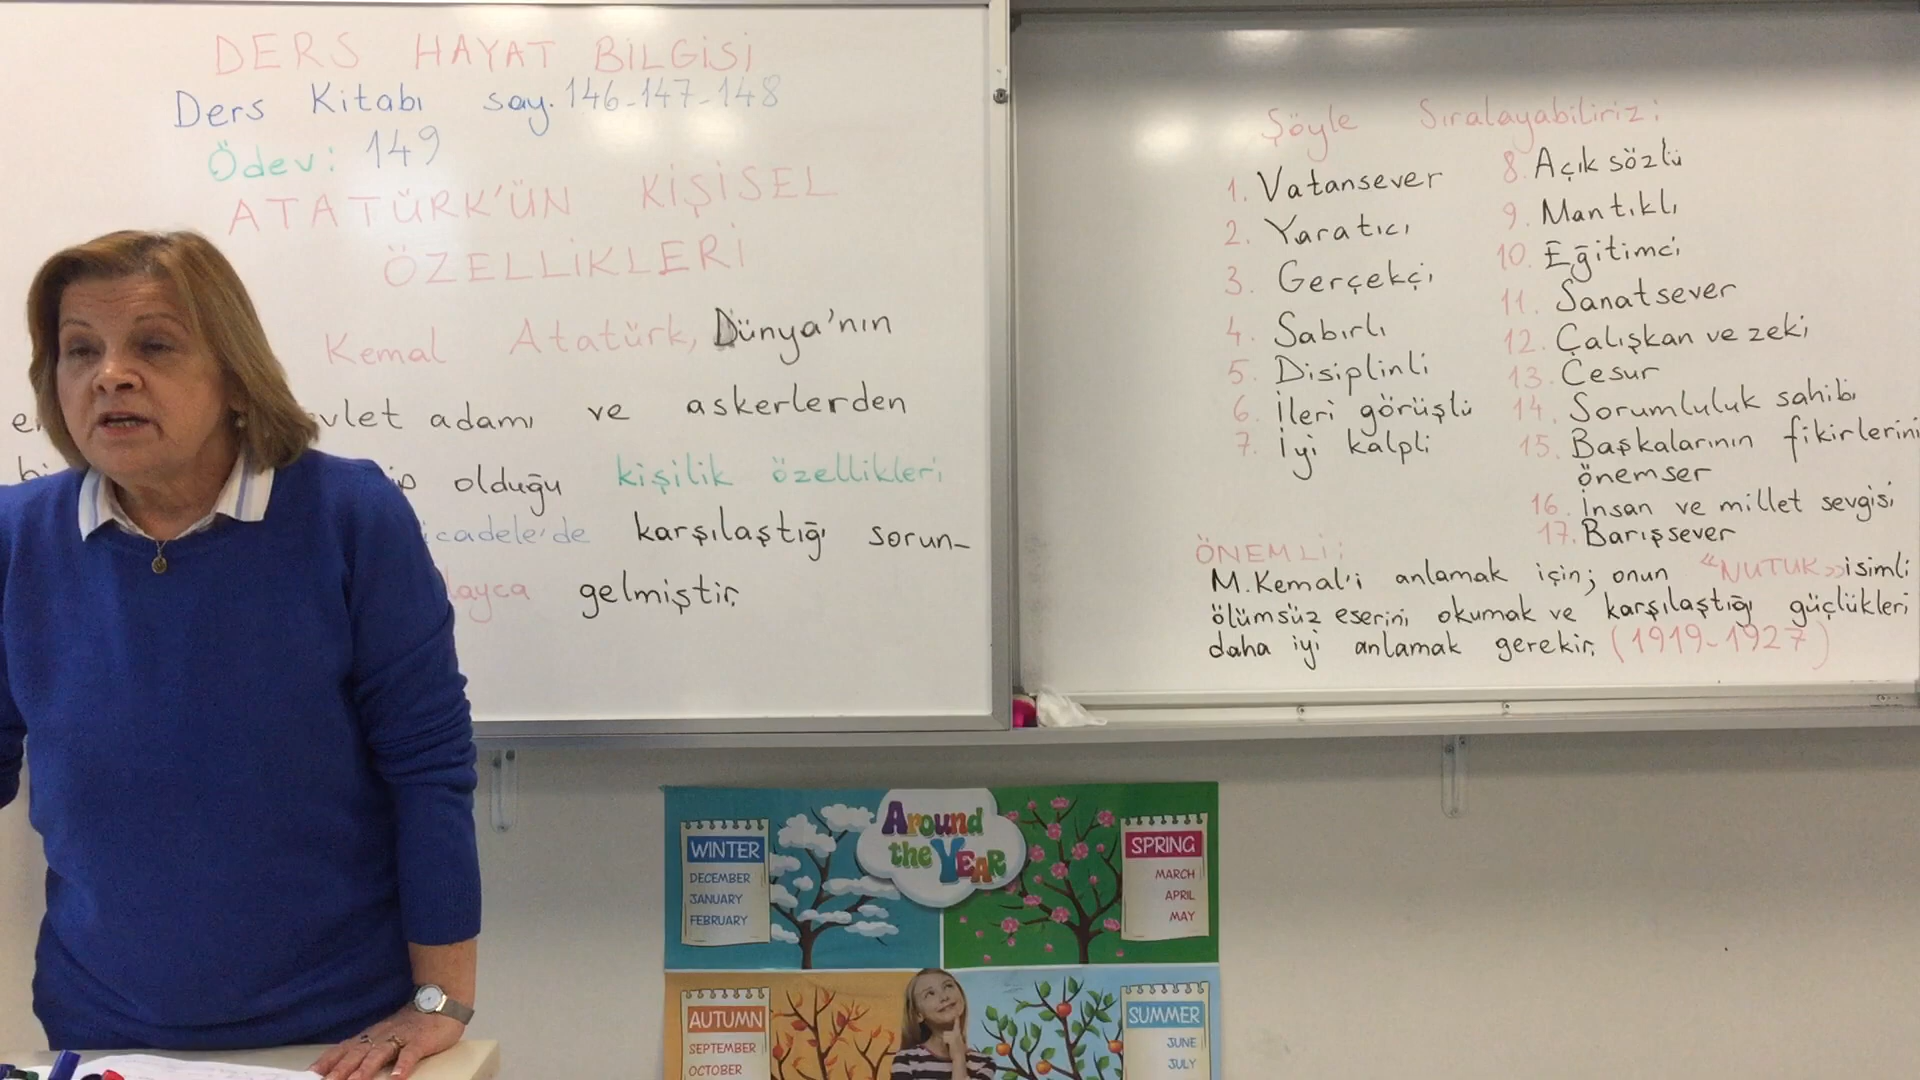 DERS HAYAT BİLGİSİ
Ders Kitabı say. 146-147-148
Ödev: 149
ATATÜRK'ÜN KİŞİSEL
ÖZELLİKLERİ
Kemal Atatürk, Dünya'nın
vlet adamı ve askerlerden
olduğu kişilik özellikleri
icadele'de karşılaştığı sorun-
layca gelmiştir.
Şöyle Sıralayabiliriz:
1. Vatansever
2. Yaratıcı
3. Gerçekçi
4. Sabırlı
5. Disiplinli
6. İleri görüşlü
7. İyi kalpli
8. Açık sözlü
9. Mantıklı
10. Eğitimci
11. Sanatsever
12. Çalışkan ve zeki
13. Cesur
14. Sorumluluk sahibi
15. Başkalarının fikirlerini
önemser
16. İnsan ve millet sevgisi
17. Barışsever
ÖNEMLİ:
M.Kemal'i anlamak için; onun "NUTUK» isimli
ölümsüz eserini okumak ve karşılaştığı güçlükleri
daha iyi anlamak gerekir. (1919-1927)
Around
the YEAR
WINTER
DECEMBER
JANUARY
FEBRUARY
SPRING
MARCH
APRIL
MAY
AUTUMN
SEPTEMBER
OCTOBER
SUMMER
JUNE
JULY